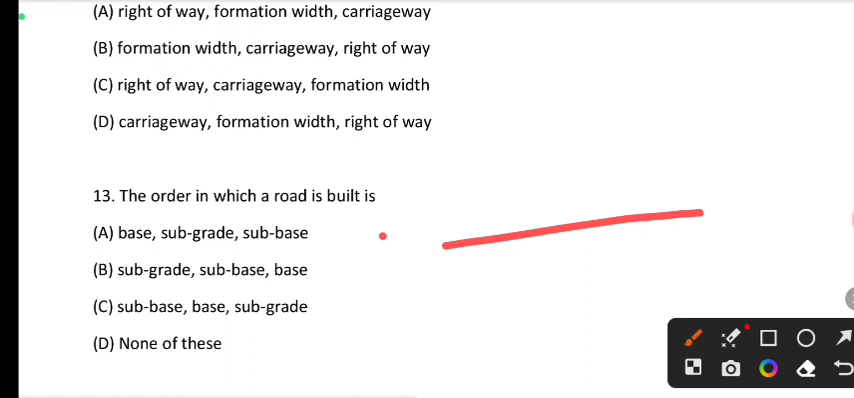 (A) right of way, formation width, carriageway
(B) formation width, carriageway, right of way
(C) right of way, carriageway, formation width
(D) carriageway, formation width, right of way
13. The order in which a road is built is
(A) base, sub-grade, sub-base
(B) sub-grade, sub-base, base
(C) sub-base, base, sub-grade
(D) None of these